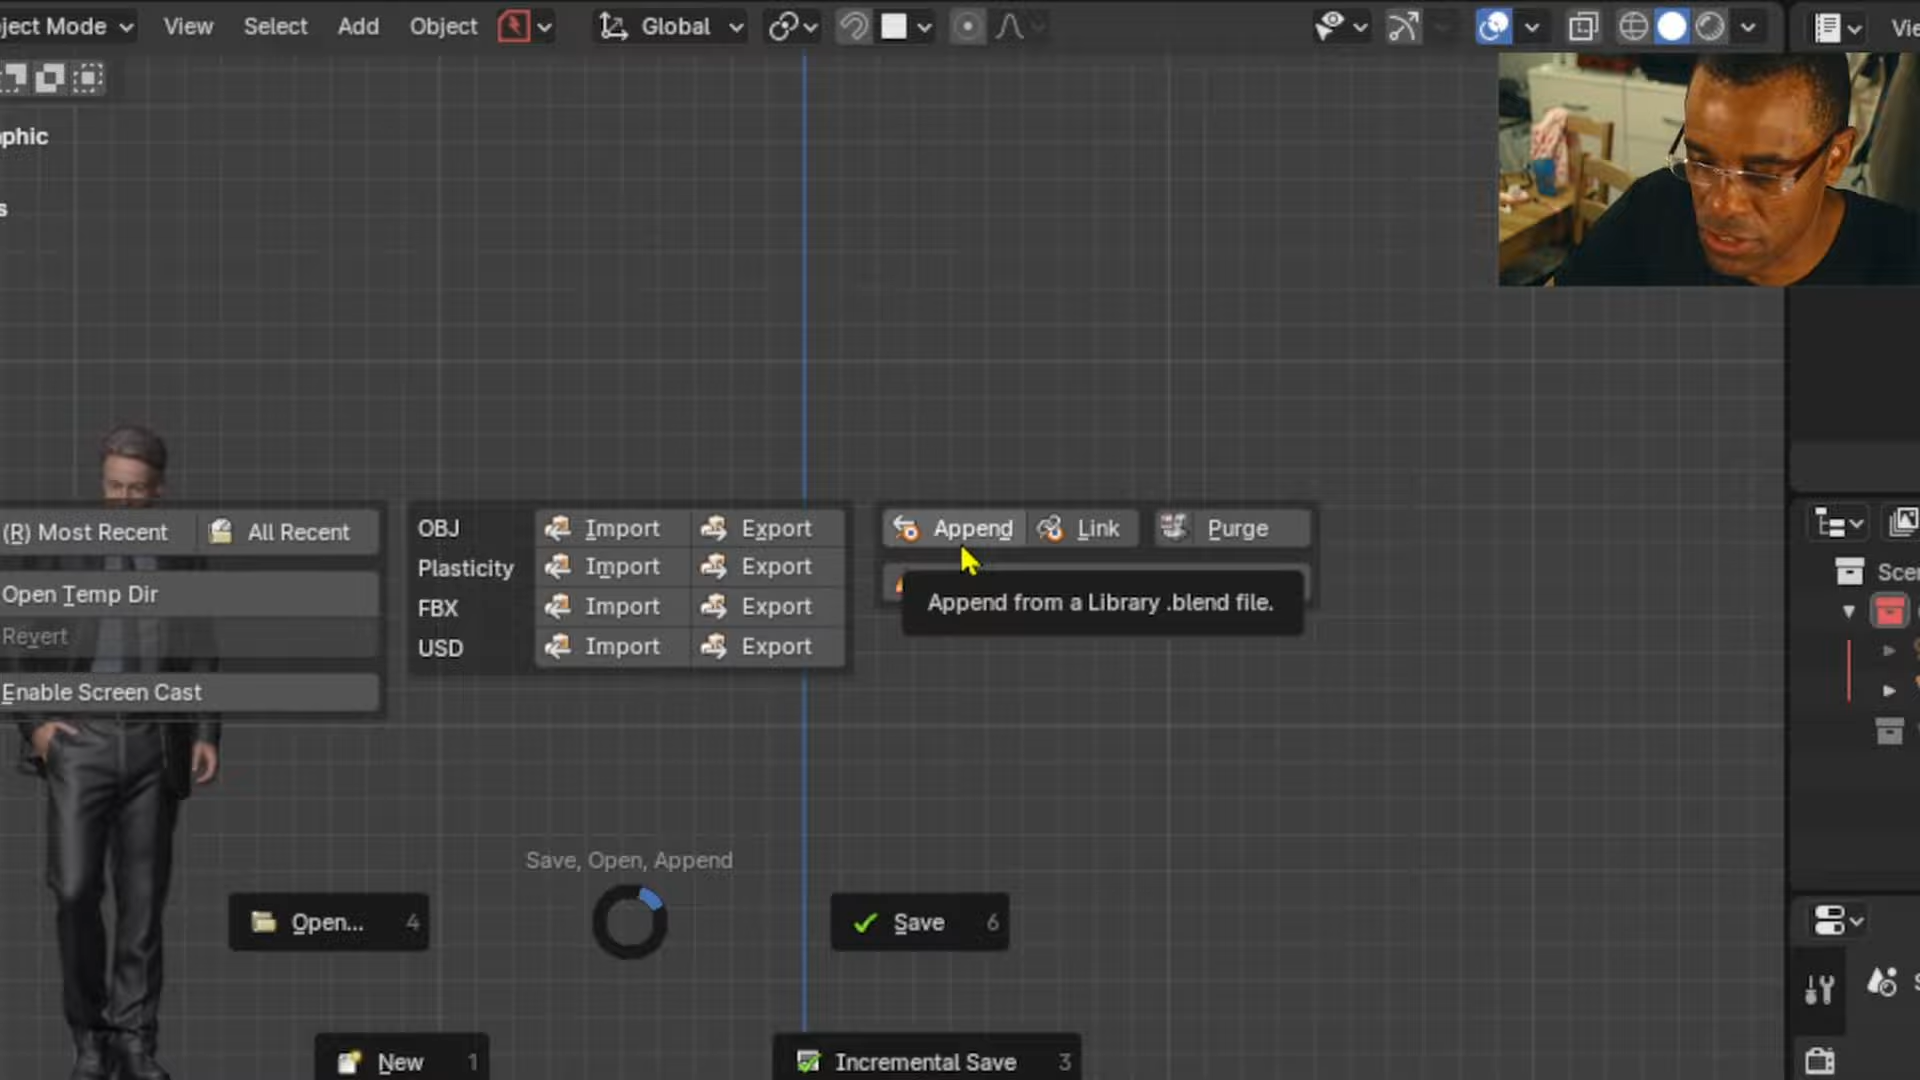 ject Mode View Select Add Object Global Vie
aphic
s
(R) Most Recent All Recent
Open Temp Dir
Revert
Enable Screen Cast
OBJ Import Export
Plasticity Import Export
FBX Import Export
USD Import Export
Append Link Purge
Append from a Library .blend file.
Scen
Save, Open, Append
Open... 4
Save 6
New 1
Incremental Save 3